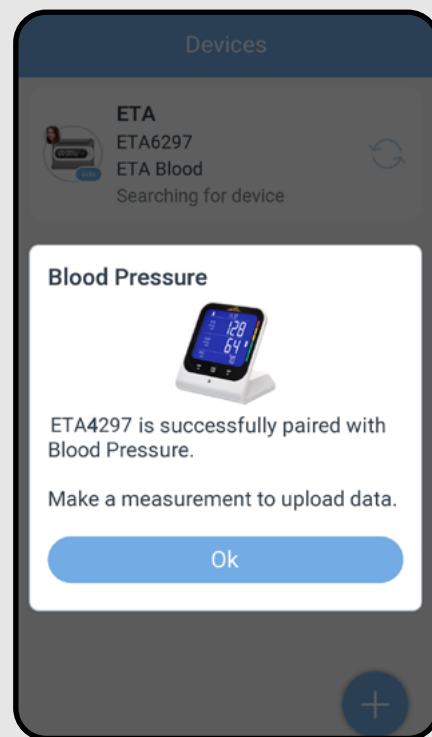 Devices
ETA
ETA6297
ETA Blood
Searching for device
Blood Pressure
128
64
ETA4297 is successfully paired with
Blood Pressure.
Make a measurement to upload data.
Ok